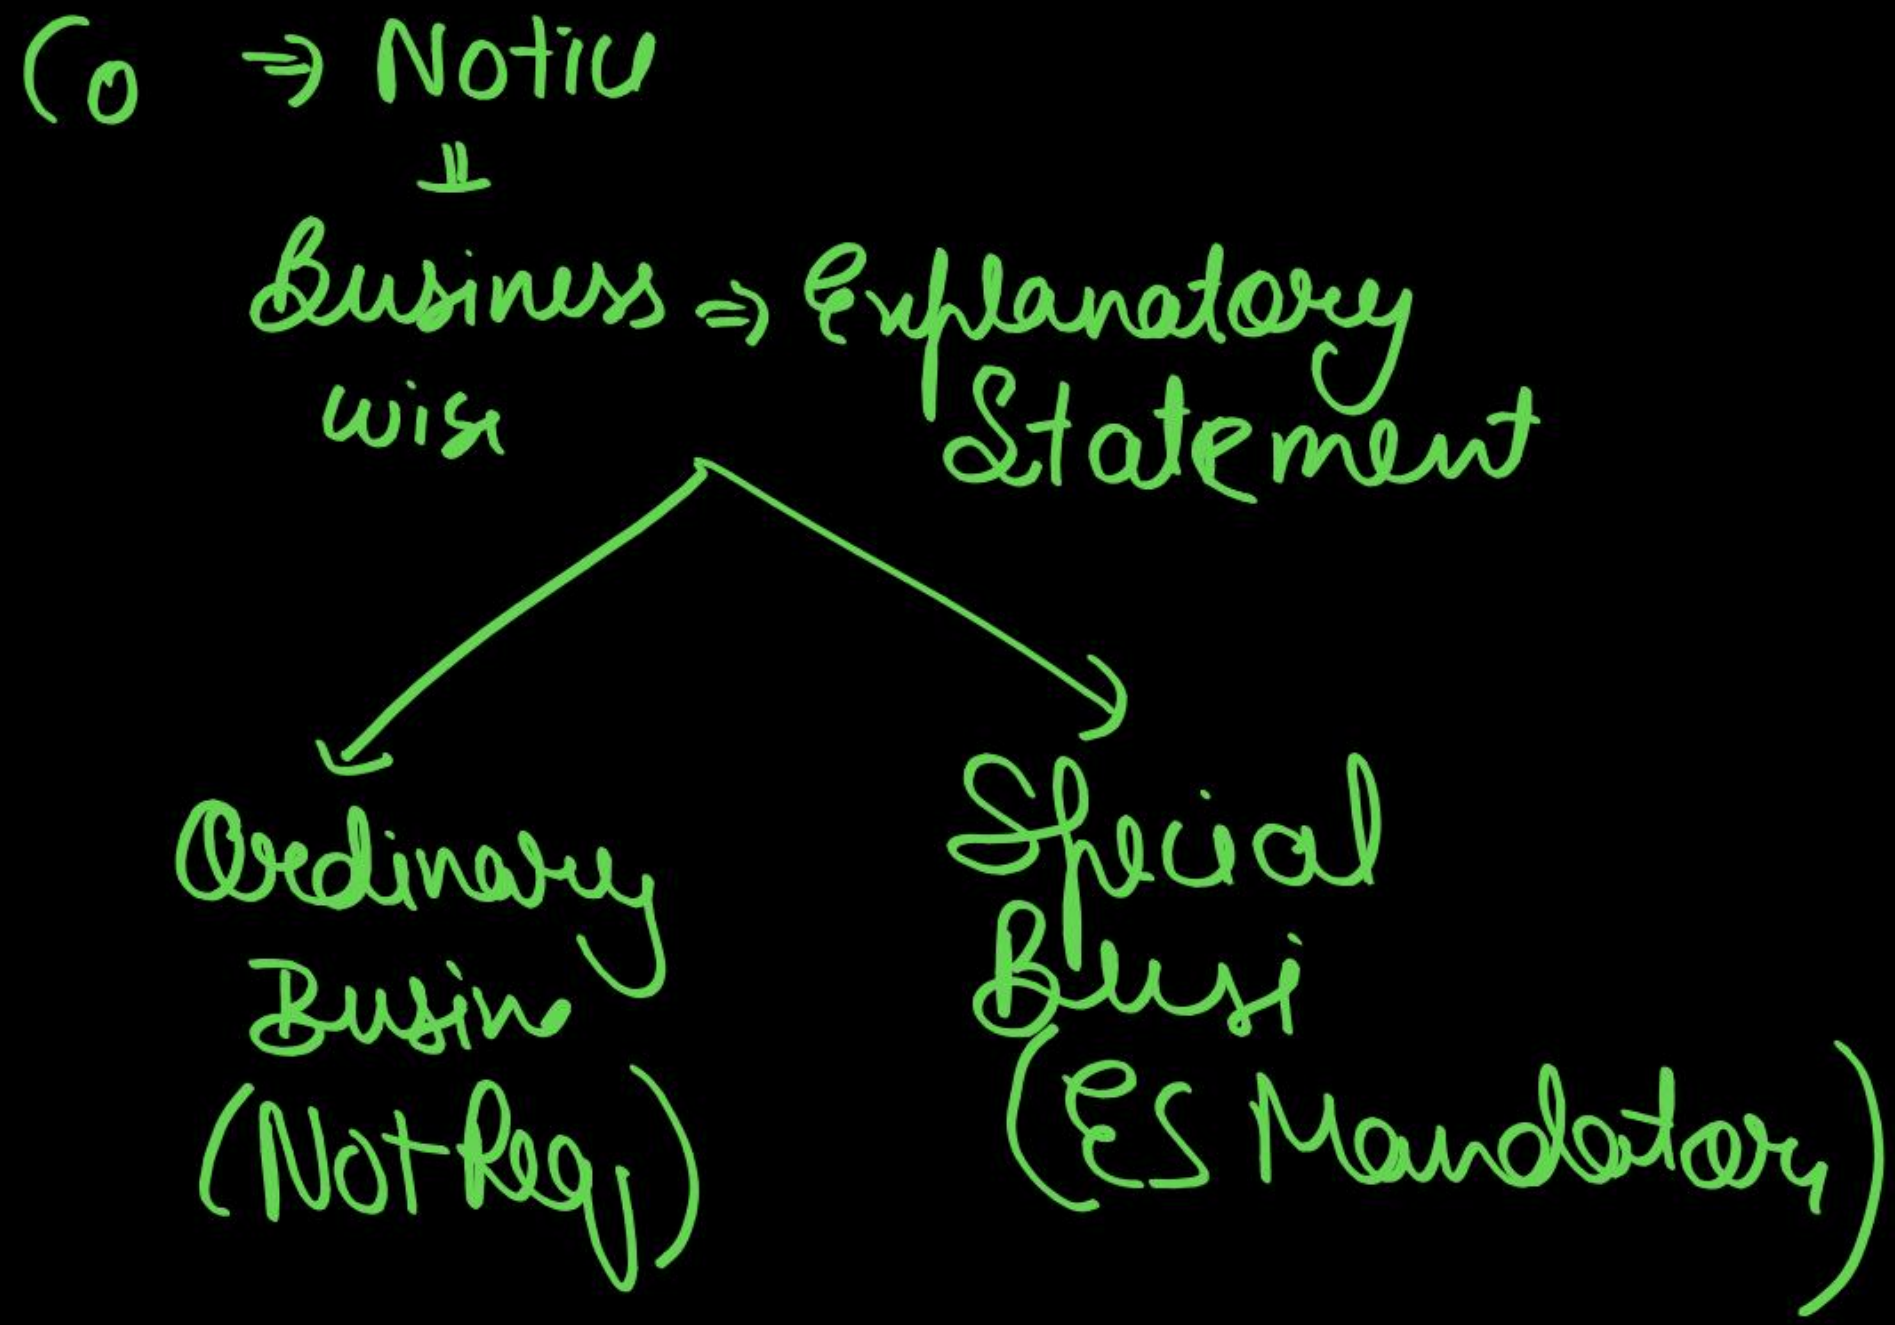 Co ⇒ Notice
Business ⇒ Explanatory
wise Statement
Ordinary Special
Busin Busi
(Not Req) (ES Mandatory)